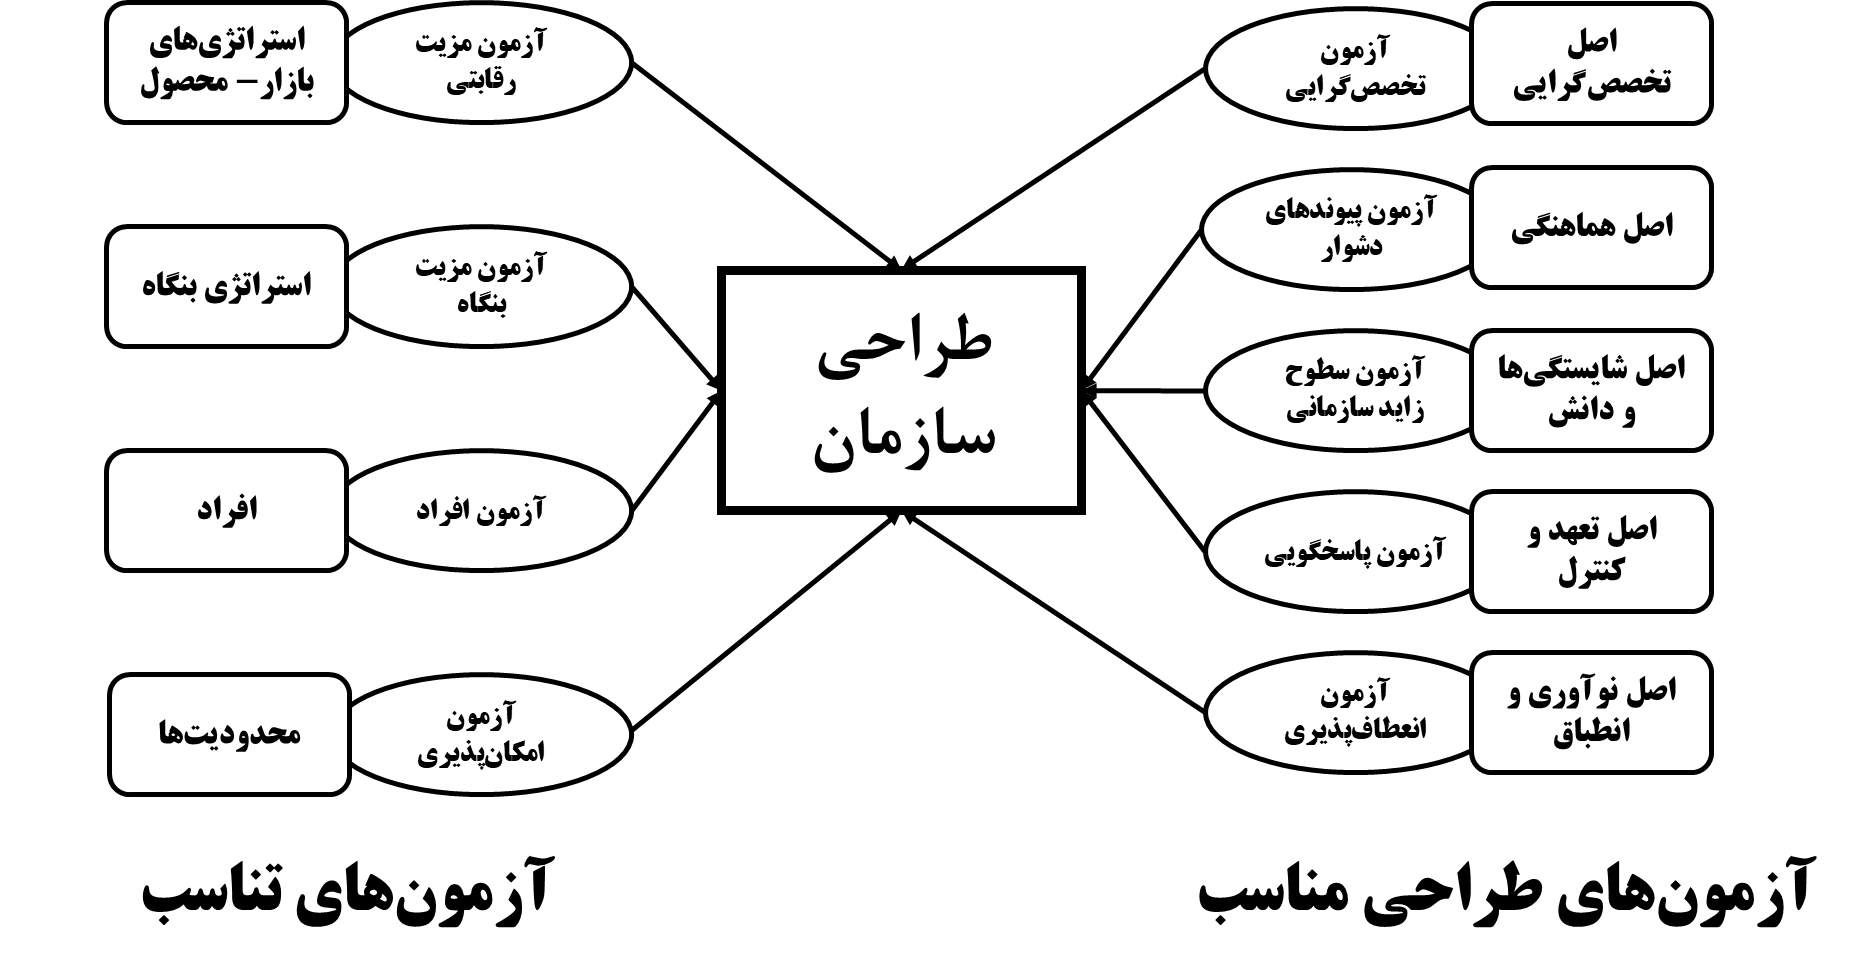 اصل
تخصص‌گرایی
آزمون
تخصص‌گرایی
آزمون مزیت
رقابتی
استراتژی‌های
بازار– محصول
اصل هماهنگی
آزمون پیوندهای
دشوار
آزمون مزیت
بنگاه
استراتژی بنگاه
طراحی
سازمان
اصل شایستگی‌ها
و دانش
آزمون سطوح
زاید سازمانی
آزمون افراد
افراد
اصل تعهد و
کنترل
آزمون پاسخگویی
اصل نوآوری و
انطباق
آزمون
انعطاف‌پذیری
آزمون
امکان‌پذیری
محدودیت‌ها
آزمون‌های طراحی مناسب
آزمون‌های تناسب